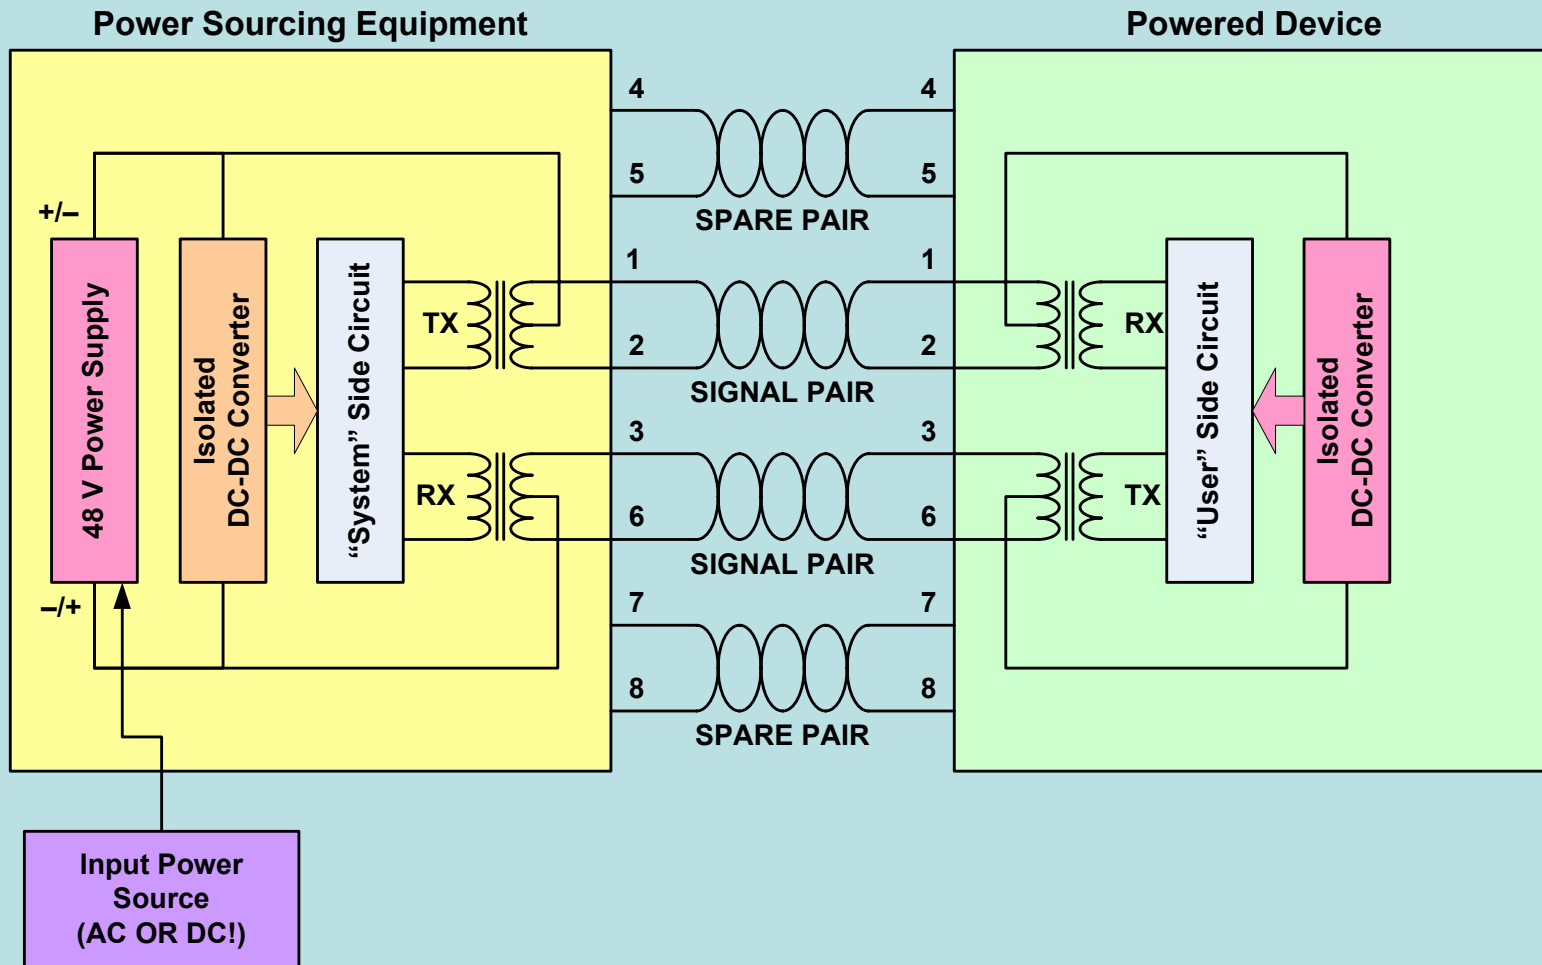 Power Sourcing Equipment
Powered Device
4
4
5
5
SPARE PAIR
+/–
1
1
2
2
SIGNAL PAIR
3
3
6
6
SIGNAL PAIR
–/+
7
7
8
8
SPARE PAIR
48 V Power Supply
Isolated
DC-DC Converter
“System” Side Circuit
TX
RX
RX
TX
“User” Side Circuit
Isolated
DC-DC Converter
Input Power
Source
(AC OR DC!)